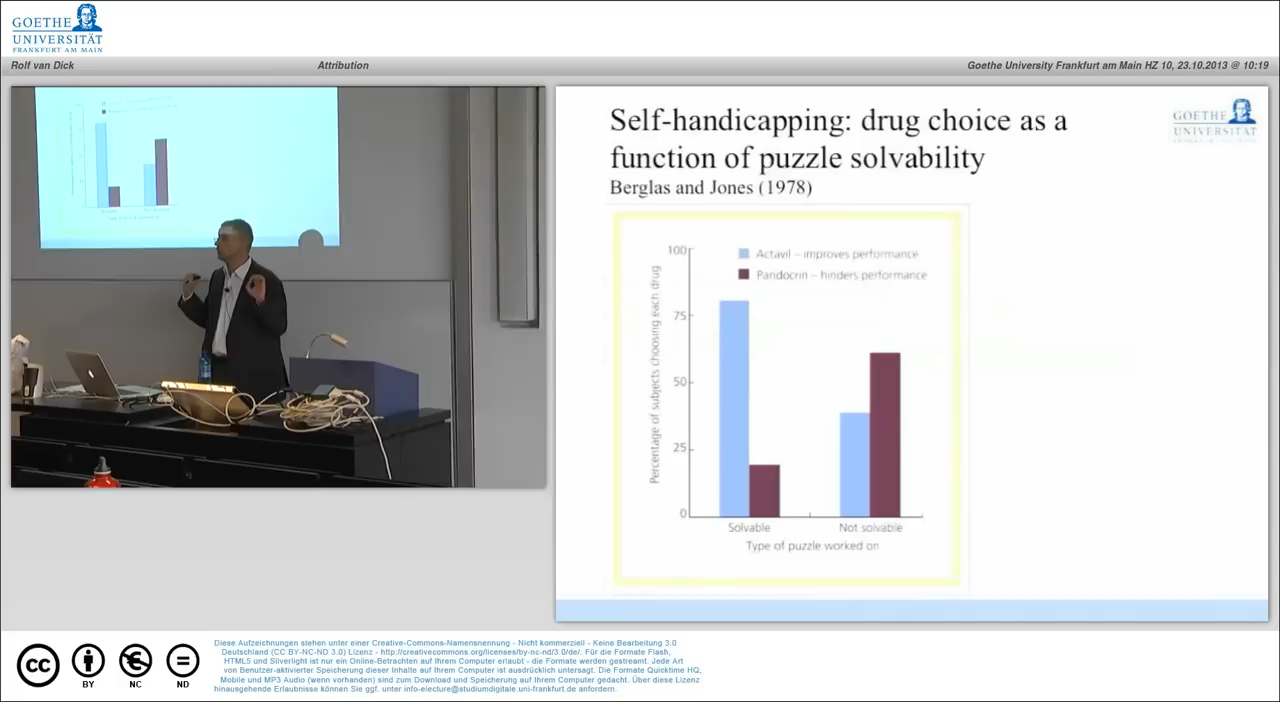 GOETHE
UNIVERSITÄT
FRANKFURT AM MAIN
Rolf van Dick
Attribution
Goethe University Frankfurt am Main HZ 10, 23.10.2013 @ 10:19
Self-handicapping: drug choice as a
function of puzzle solvability
Berglas and Jones (1978)
GOETHE
UNIVERSITÄT
Percentage of subjects choosing each drug
100
75
50
25
0
Actavil – improves performance
Pandocrin – hinders performance
Solvable
Not solvable
Type of puzzle worked on
cc
BY
NC
ND
Diese Aufzeichnungen stehen unter einer Creative-Commons-Namensnennung - Nicht kommerziell - Keine Bearbeitung 3.0
Deutschland (CC BY-NC-ND 3.0) Lizenz - http://creativecommons.org/licenses/by-nc-nd/3.0/de/. Für die Formate Flash,
HTML5 und Silverlight ist nur ein Online-Betrachten auf Ihrem Computer erlaubt - die Formate werden gestreamt. Jede Art
von Benutzer-aktivierter Speicherung dieser Inhalte auf Ihrem Computer ist ausdrücklich untersagt. Die Formate Quicktime HQ,
Mobile und MP3 Audio (wenn vorhanden) sind zum Download und Speicherung auf Ihrem Computer gedacht. Über diese Lizenz
hinausgehende Erlaubnisse können Sie ggf. unter info-electure@studiumdigitale.uni-frankfurt.de anfordern.